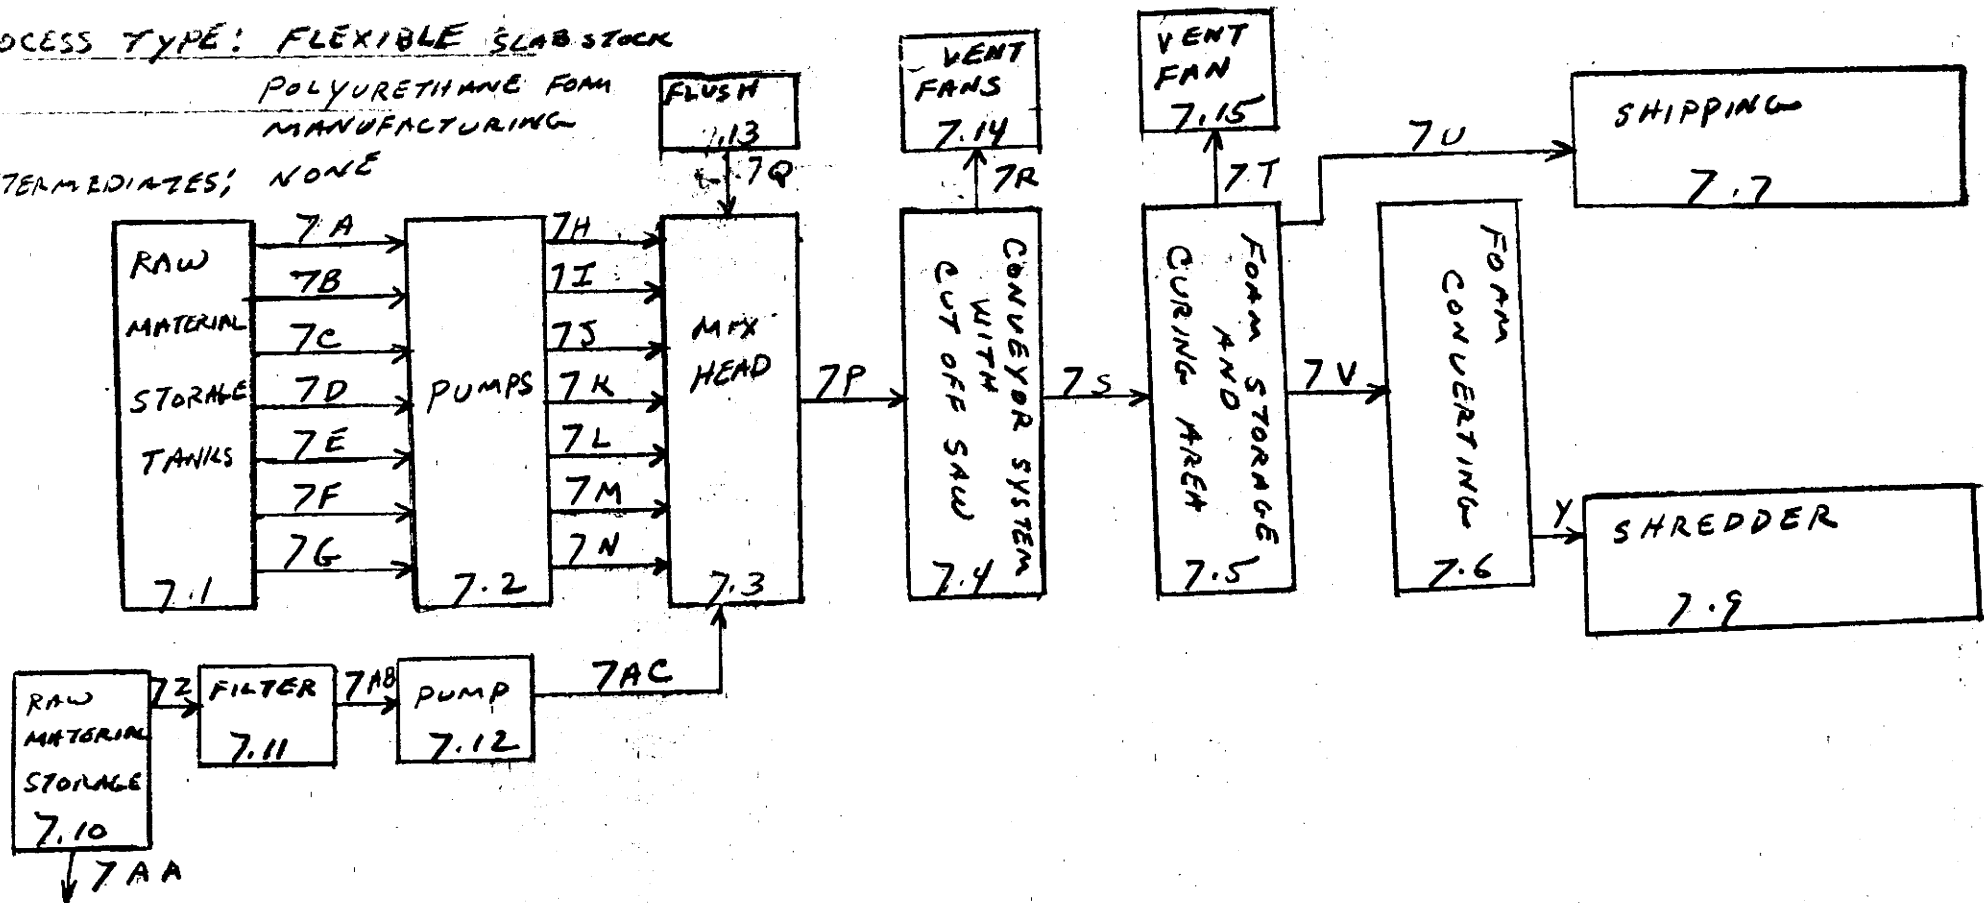 OCESS TYPE: FLEXIBLE SLABSTOCK
POLYURETHANE FOAM
MANUFACTURING
TERMEDIATES; NONE
FLUSH
7.13
7Q
VENT
FANS
7.14
7R
VENT
FAN
7.15
7T
7U
SHIPPING
7.7
RAW
MATERIAL
STORAGE
TANKS
7.1
7A
7B
7C
7D
7E
7F
7G
PUMPS
7.2
7H
7I
7J
7K
7L
7M
7N
MIX
HEAD
7.3
7P
CONVEYOR SYSTEM
WITH
CUT OFF SAW
7.4
7S
FOAM STORAGE
AND
CURING AREA
7.5
7V
FOAM
CONVERTING
7.6
Y
SHREDDER
7.9
RAW
MATERIAL
STORAGE
7.10
7AA
7Z
FILTER
7.11
7AB
PUMP
7.12
7AC